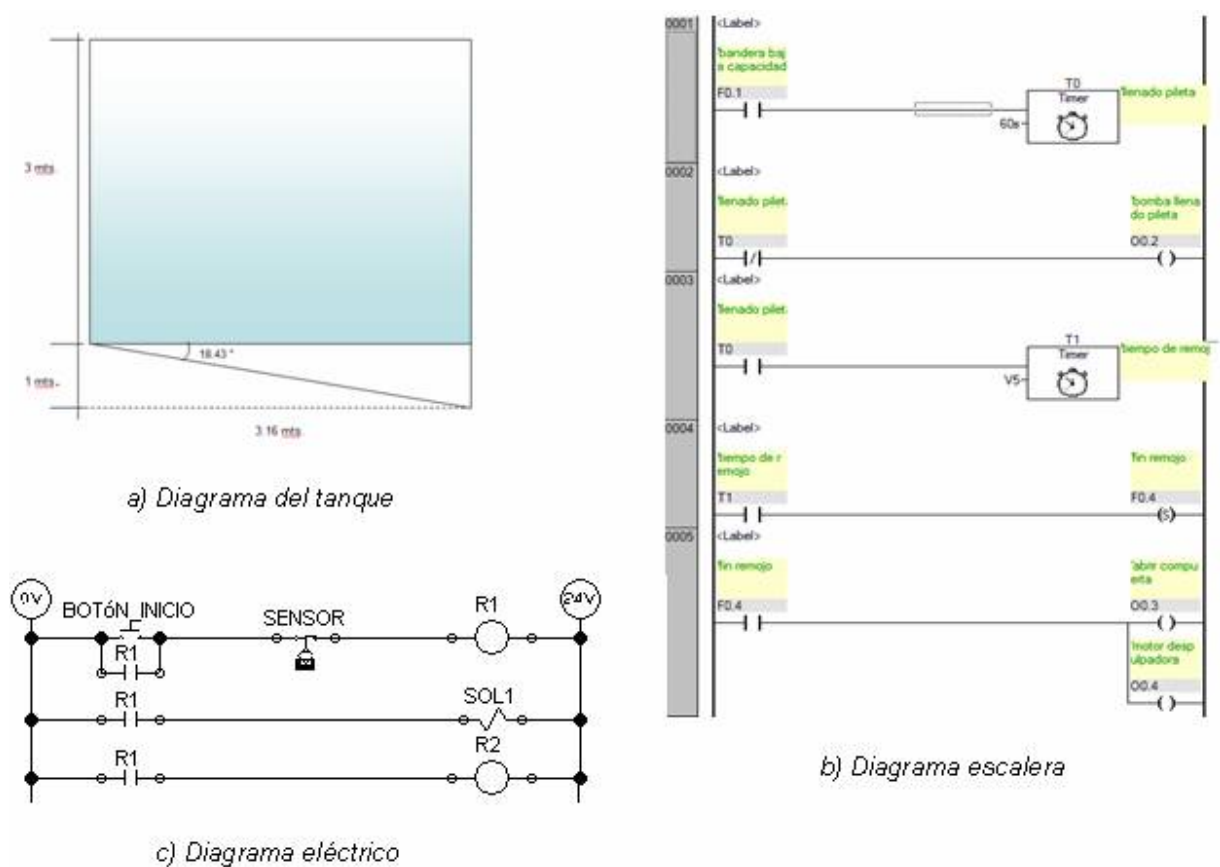 3 mts.
18.43 °
1 mts.
3.16 mts.
a) Diagrama del tanque
0V
24V
BOTóN_INICIO
SENSOR
R1
R1
R1
SOL1
R1
R2
c) Diagrama eléctrico
0001
<Label>
bandera baj
a capacidad
F0.1
60s
T0
Timer
llenado pileta
0002
<Label>
llenado pilet
T0
bomba llena
do pileta
O0.2
0003
<Label>
llenado pilet
T0
V5
T1
Timer
tiempo de remoj
0004
<Label>
tiempo de r
emojo
T1
fin remojo
F0.4
S
0005
<Label>
fin remojo
F0.4
abrir compu
erta
O0.3
motor desp
ulpadora
O0.4
b) Diagrama escalera